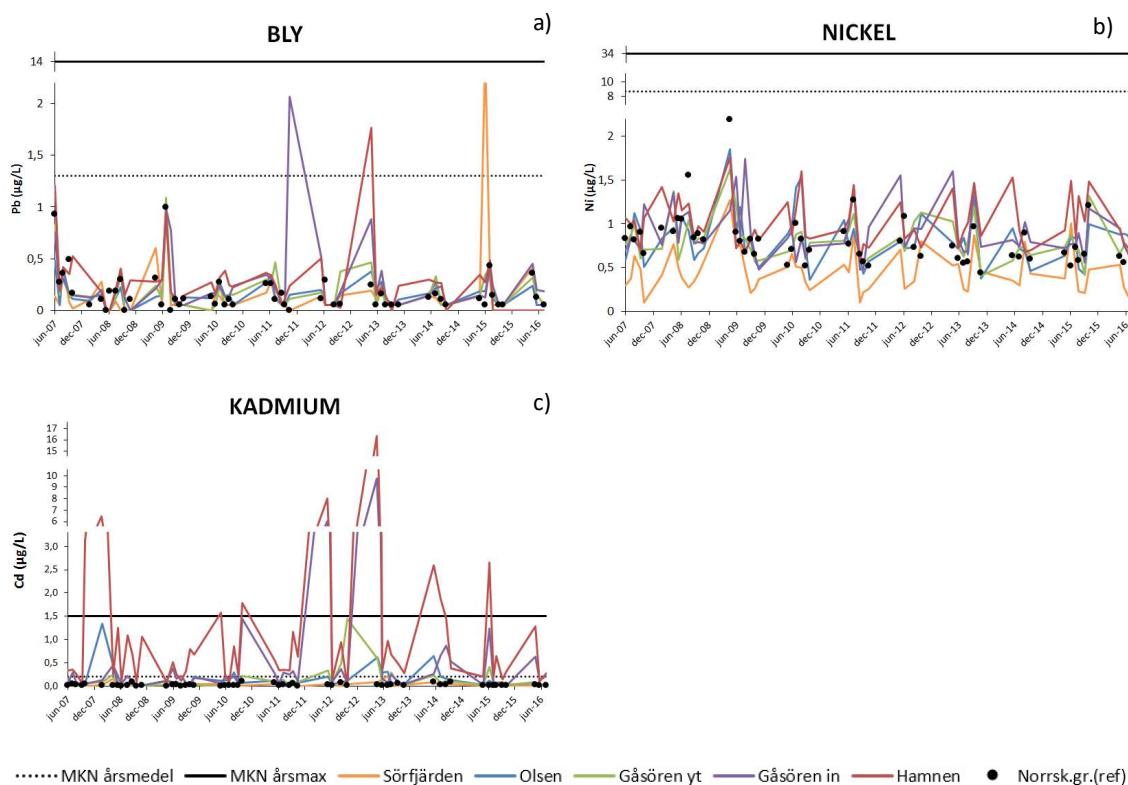 a)
BLY
14
2
1,5
1
0,5
0
Pb (µg/L)
jun-07 dec-07 jun-08 dec-08 jun-09 dec-09 jun-10 dec-10 jun-11 dec-11 jun-12 dec-12 jun-13 dec-13 jun-14 dec-14 jun-15 dec-15 jun-16
b)
NICKEL
34
10
8
2
1,5
1
0,5
0
Ni (µg/L)
jun-07 dec-07 jun-08 dec-08 jun-09 dec-09 jun-10 dec-10 jun-11 dec-11 jun-12 dec-12 jun-13 dec-13 jun-14 dec-14 jun-15 dec-15 jun-16
c)
KADMIUM
17
16
15
10
9
8
7
6
3,0
2,5
2,0
1,5
1,0
0,5
0,0
Cd (µg/L)
jun-07 dec-07 jun-08 dec-08 jun-09 dec-09 jun-10 dec-10 jun-11 dec-11 jun-12 dec-12 jun-13 dec-13 jun-14 dec-14 jun-15 dec-15 jun-16
MKN årsmedel MKN årsmax Sörfjärden Olsen Gåsören yt Gåsören in Hamnen Norrsk.gr.(ref)